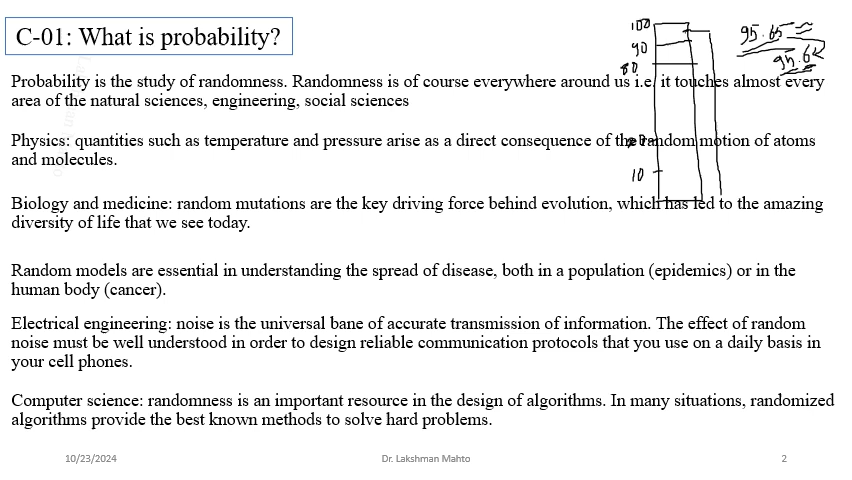 C-01: What is probability?
100
90
80
10
95.65
95.6
Probability is the study of randomness. Randomness is of course everywhere around us i.e. it touches almost every
area of the natural sciences, engineering, social sciences
Physics: quantities such as temperature and pressure arise as a direct consequence of the random motion of atoms
and molecules.
Biology and medicine: random mutations are the key driving force behind evolution, which has led to the amazing
diversity of life that we see today.
Random models are essential in understanding the spread of disease, both in a population (epidemics) or in the
human body (cancer).
Electrical engineering: noise is the universal bane of accurate transmission of information. The effect of random
noise must be well understood in order to design reliable communication protocols that you use on a daily basis in
your cell phones.
Computer science: randomness is an important resource in the design of algorithms. In many situations, randomized
algorithms provide the best known methods to solve hard problems.
10/23/2024
Dr. Lakshman Mahto
2